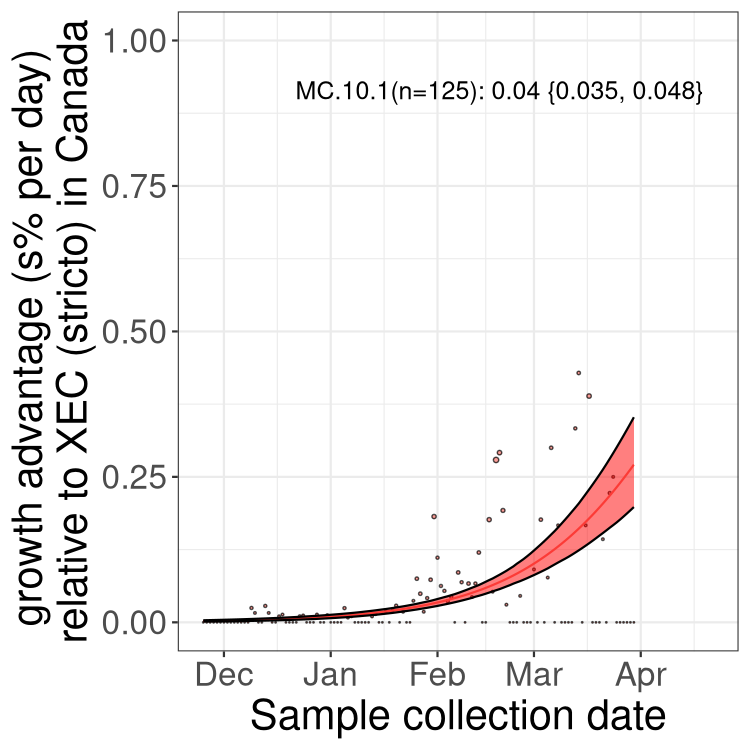 growth advantage (s% per day)
relative to XEC (stricto) in Canada
1.00
0.75
0.50
0.25
0.00
MC.10.1(n=125): 0.04 {0.035, 0.048}
Dec Jan Feb Mar Apr
Sample collection date